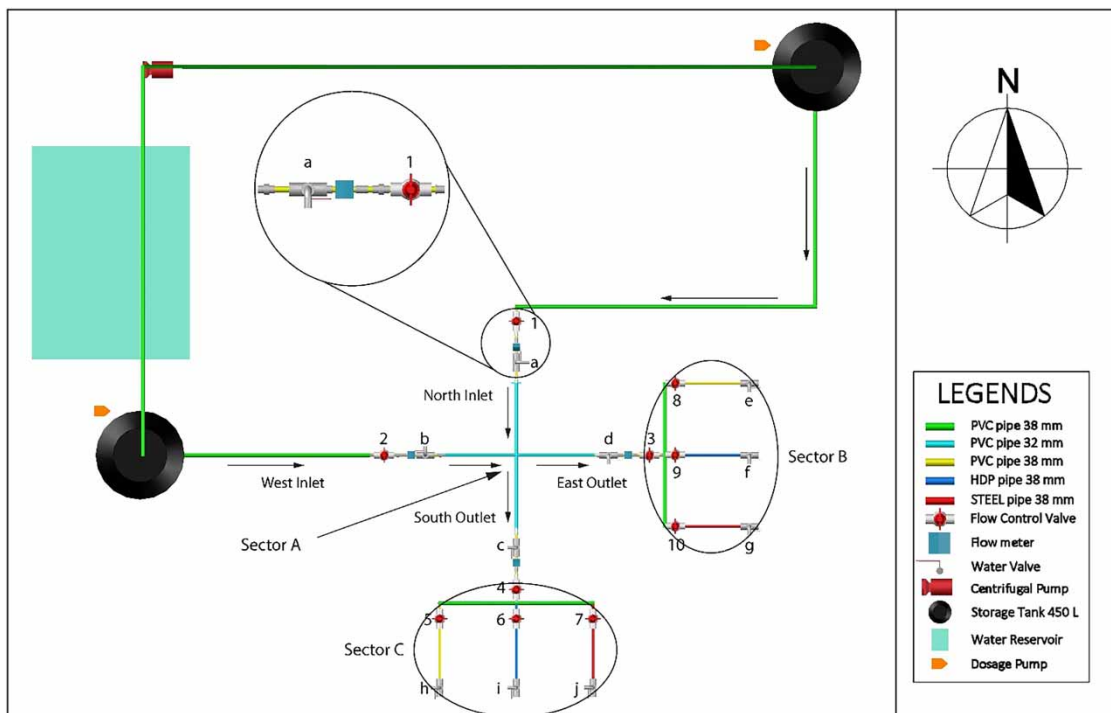 a
1
N
1
a
North Inlet
8
e
2
b
d
3
9
f
Sector B
West Inlet
East Outlet
South Outlet
Sector A
10
g
c
4
5
6
7
Sector C
h
i
j
LEGENDS
PVC pipe 38 mm
PVC pipe 32 mm
PVC pipe 38 mm
HDP pipe 38 mm
STEEL pipe 38 mm
Flow Control Valve
Flow meter
Water Valve
Centrifugal Pump
Storage Tank 450 L
Water Reservoir
Dosage Pump